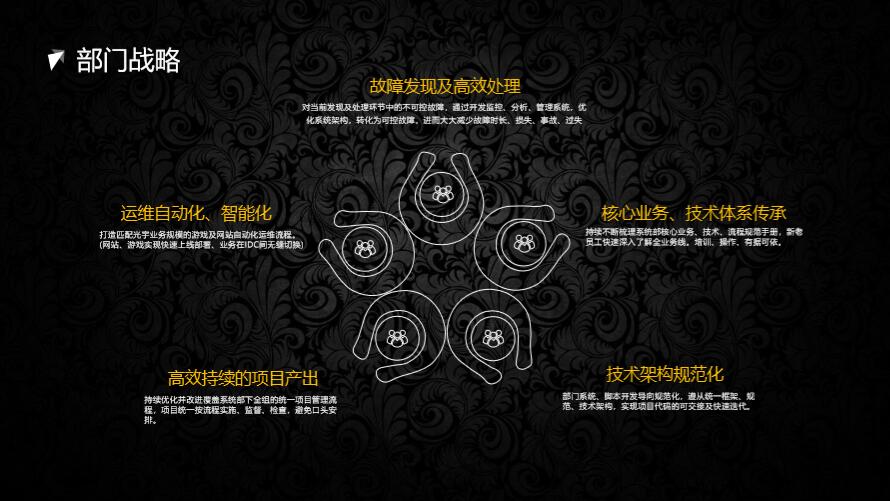 部门战略
故障发现及高效处理
对当前发现及处理环节中的不可控故障，通过开发监控、分析、管理系统，优
化系统架构，转化为可控故障，进而大大减少故障时长、损失、事故、过失
运维自动化、智能化
打造匹配光宇业务规模的游戏及网站自动化运维流程。
(网站、游戏实现快速上线部署、业务在IDC间无缝切换)
核心业务、技术体系传承
持续不断梳理系统部核心业务、技术、流程规范手册，新老
员工快速深入了解全业务线。培训、操作、有据可依。
高效持续的项目产出
持续优化并改进覆盖系统部下全组的统一项目管理流
程，项目统一按流程实施、监督、检查，避免口头安
排。
技术架构规范化
部门系统、脚本开发导向规范化，遵从统一框架、规
范、技术架构，实现项目代码的可交接及快速迭代。